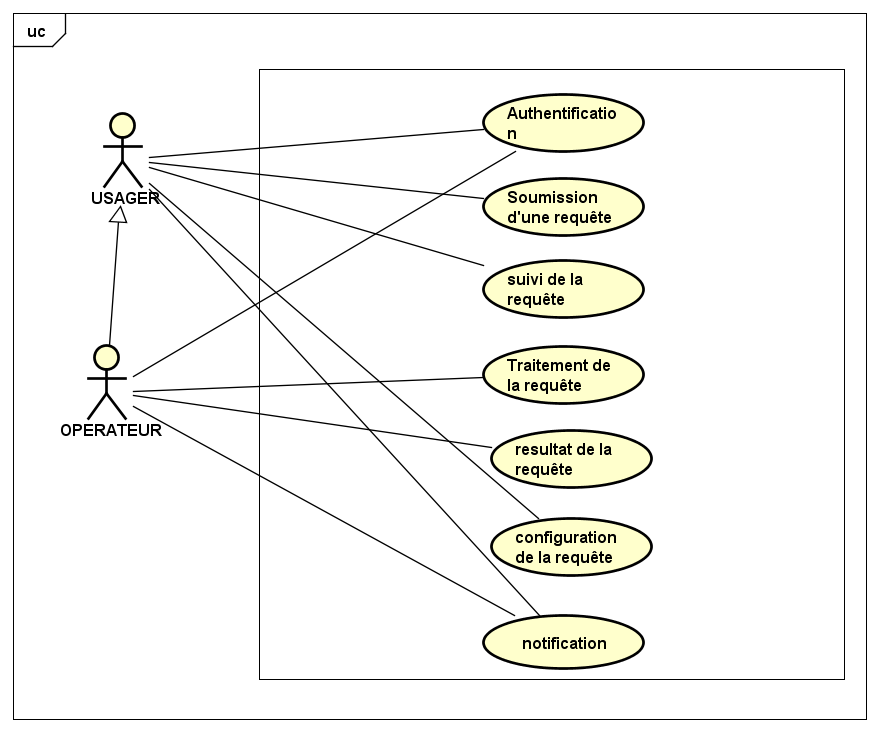 uc
USAGER
OPERATEUR
Authentificatio
n
Soumission
d'une requête
suivi de la
requête
Traitement de
la requête
resultat de la
requête
configuration
de la requête
notification